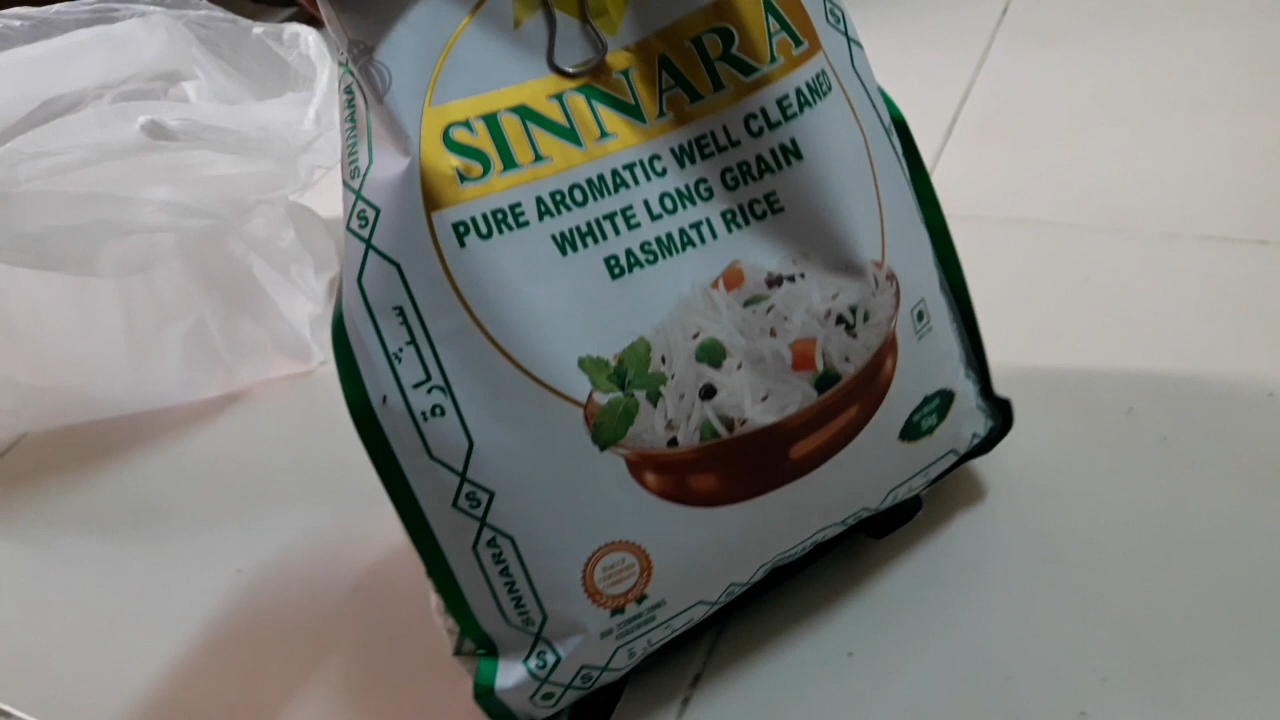 SINNARA
PURE AROMATIC WELL CLEANED
WHITE LONG GRAIN
BASMATI RICE
SINNARA
S
S
SINNARA
S
S